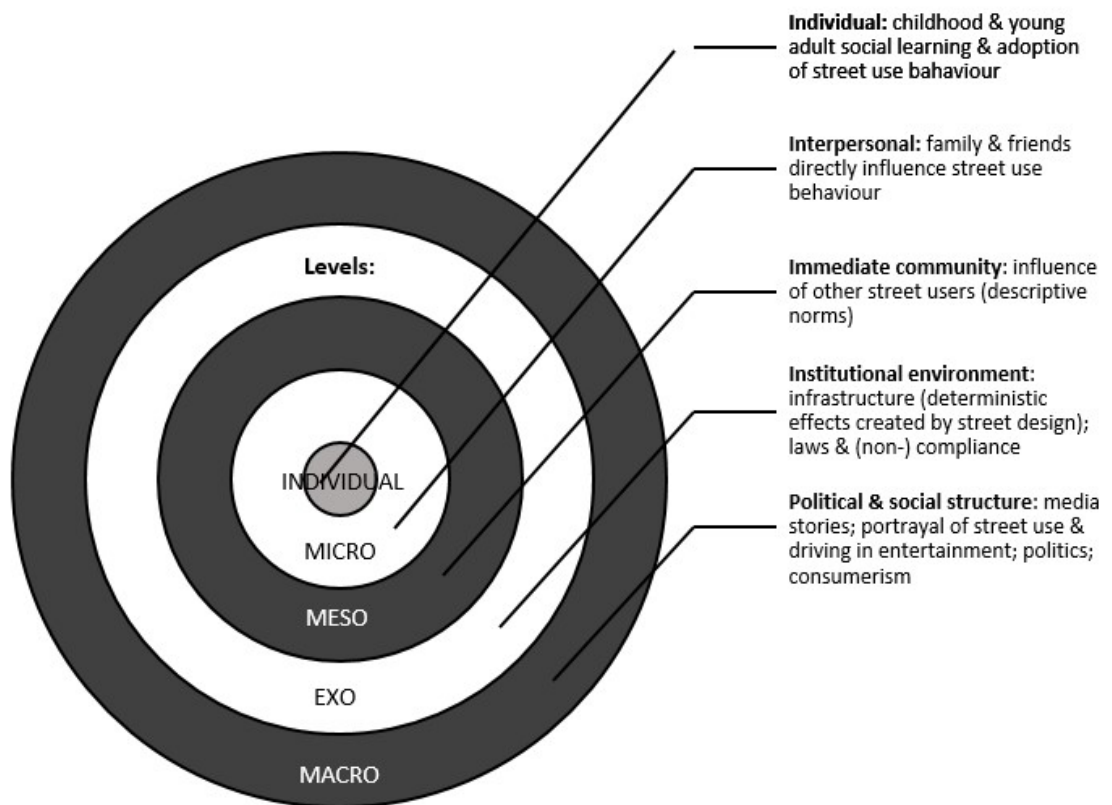 Individual: childhood & young
adult social learning & adoption
of street use bahaviour
Interpersonal: family & friends
directly influence street use
behaviour
Levels:
Immediate community: influence
of other street users (descriptive
norms)
Institutional environment:
infrastructure (deterministic
effects created by street design);
laws & (non-) compliance
INDIVIDUAL
Political & social structure: media
stories; portrayal of street use &
driving in entertainment; politics;
consumerism
MICRO
MESO
EXO
MACRO